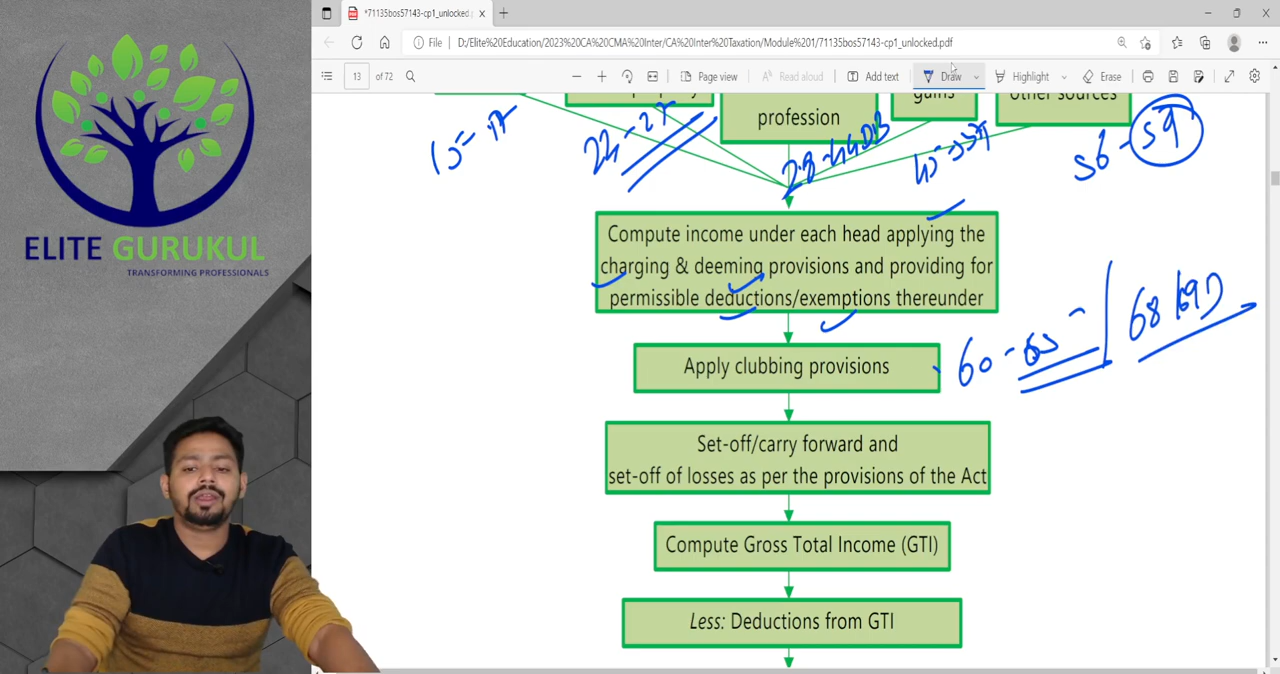 *71135bos57143-cp1_unlocked.p
File
D:/Elite%20Education/2023%20CA%20CMA%20Inter/CA%20Inter%20Taxation/Module%201/71135bos57143-cp1_unlocked.pdf
13 of 72
Page view
Read aloud
Add text
Draw
Highlight
Erase
profession
other sources
15-17
22-27
28-44DB
56-59
ELITE GURUKUL
TRANSFORMING PROFESSIONALS
Compute income under each head applying the
charging & deeming provisions and providing for
permissible deductions/exemptions thereunder
Apply clubbing provisions
60-65
68 69D
Set-off/carry forward and
set-off of losses as per the provisions of the Act
Compute Gross Total Income (GTI)
Less: Deductions from GTI